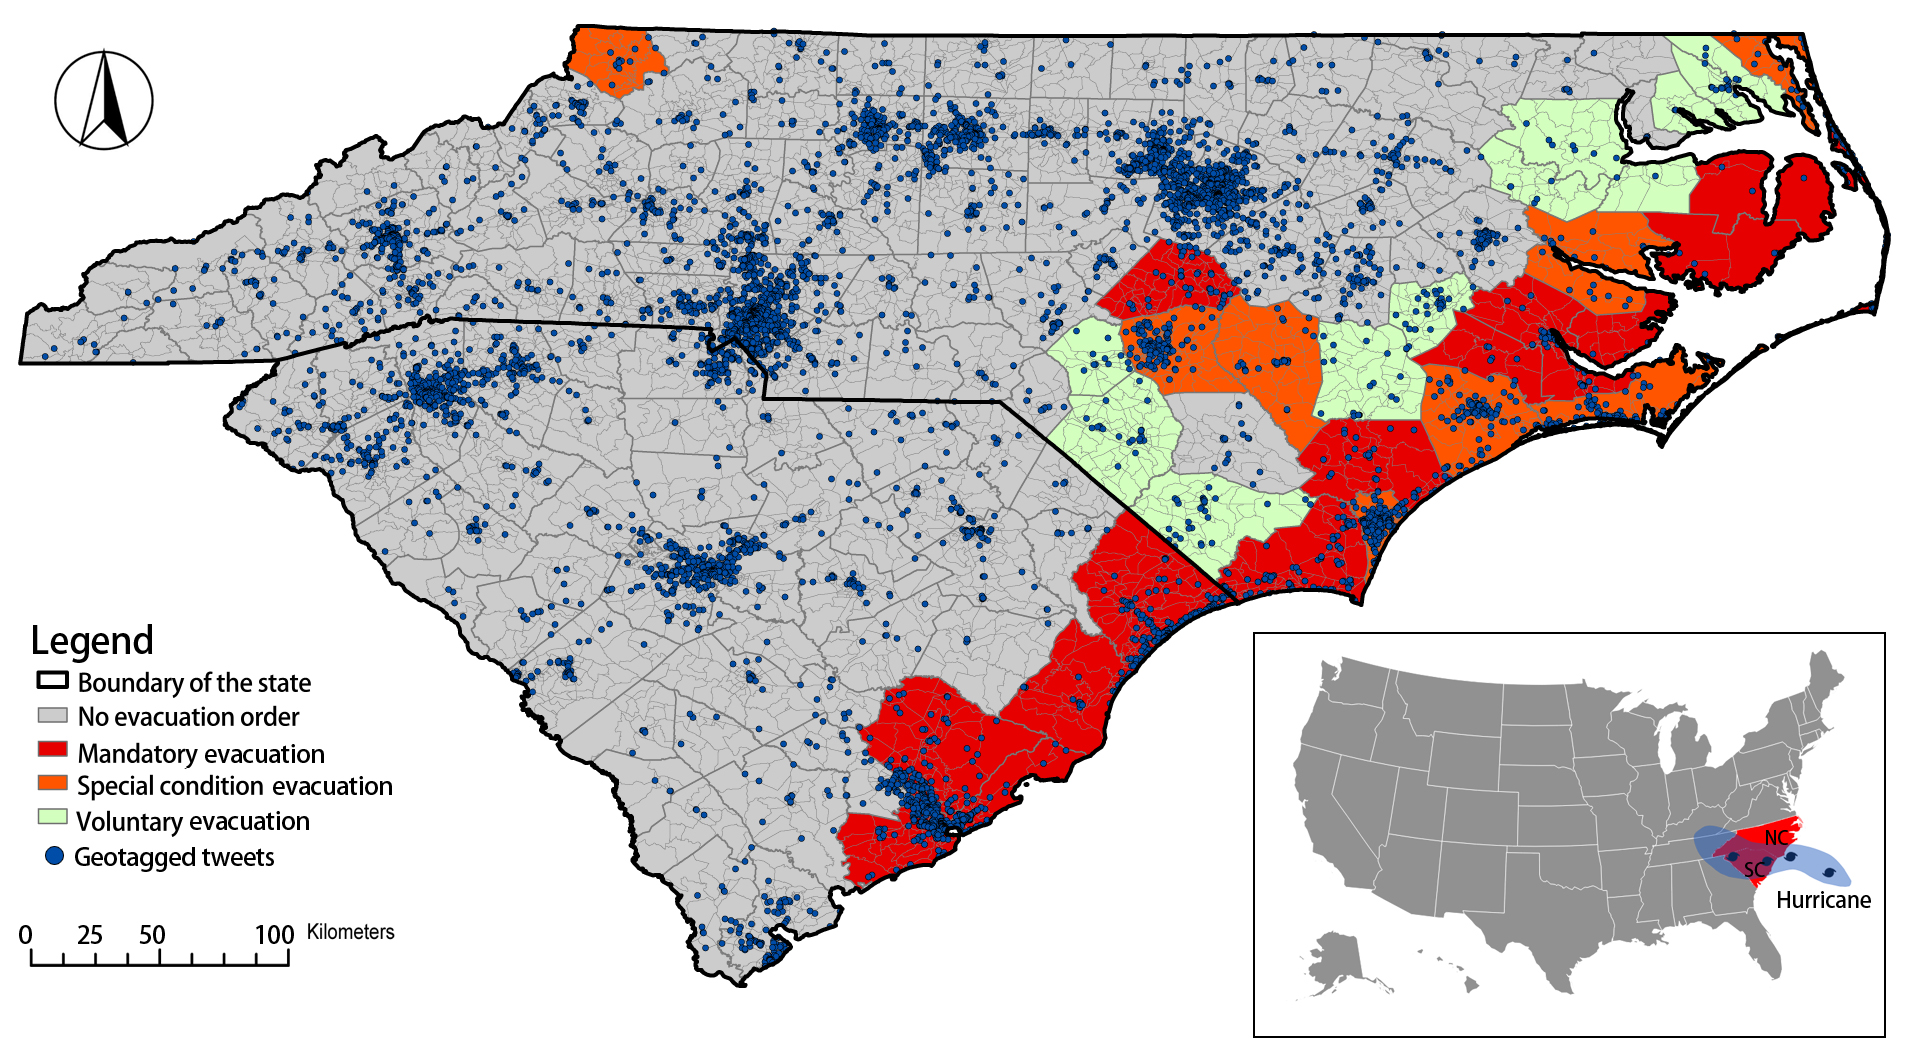 Legend
Boundary of the state
No evacuation order
Mandatory evacuation
Special condition evacuation
Voluntary evacuation
Geotagged tweets
0 25 50 100 Kilometers
NC
SC
Hurricane